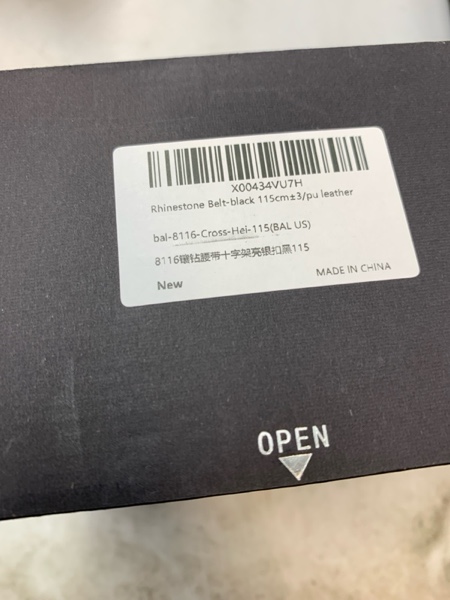 X00434VU7H
Rhinestone Belt-black 115cm±3/pu leather
bal-8116-Cross-Hei-115(BAL US)
8116镶钻腰带十字架亮银扣黑115
New
MADE IN CHINA
OPEN